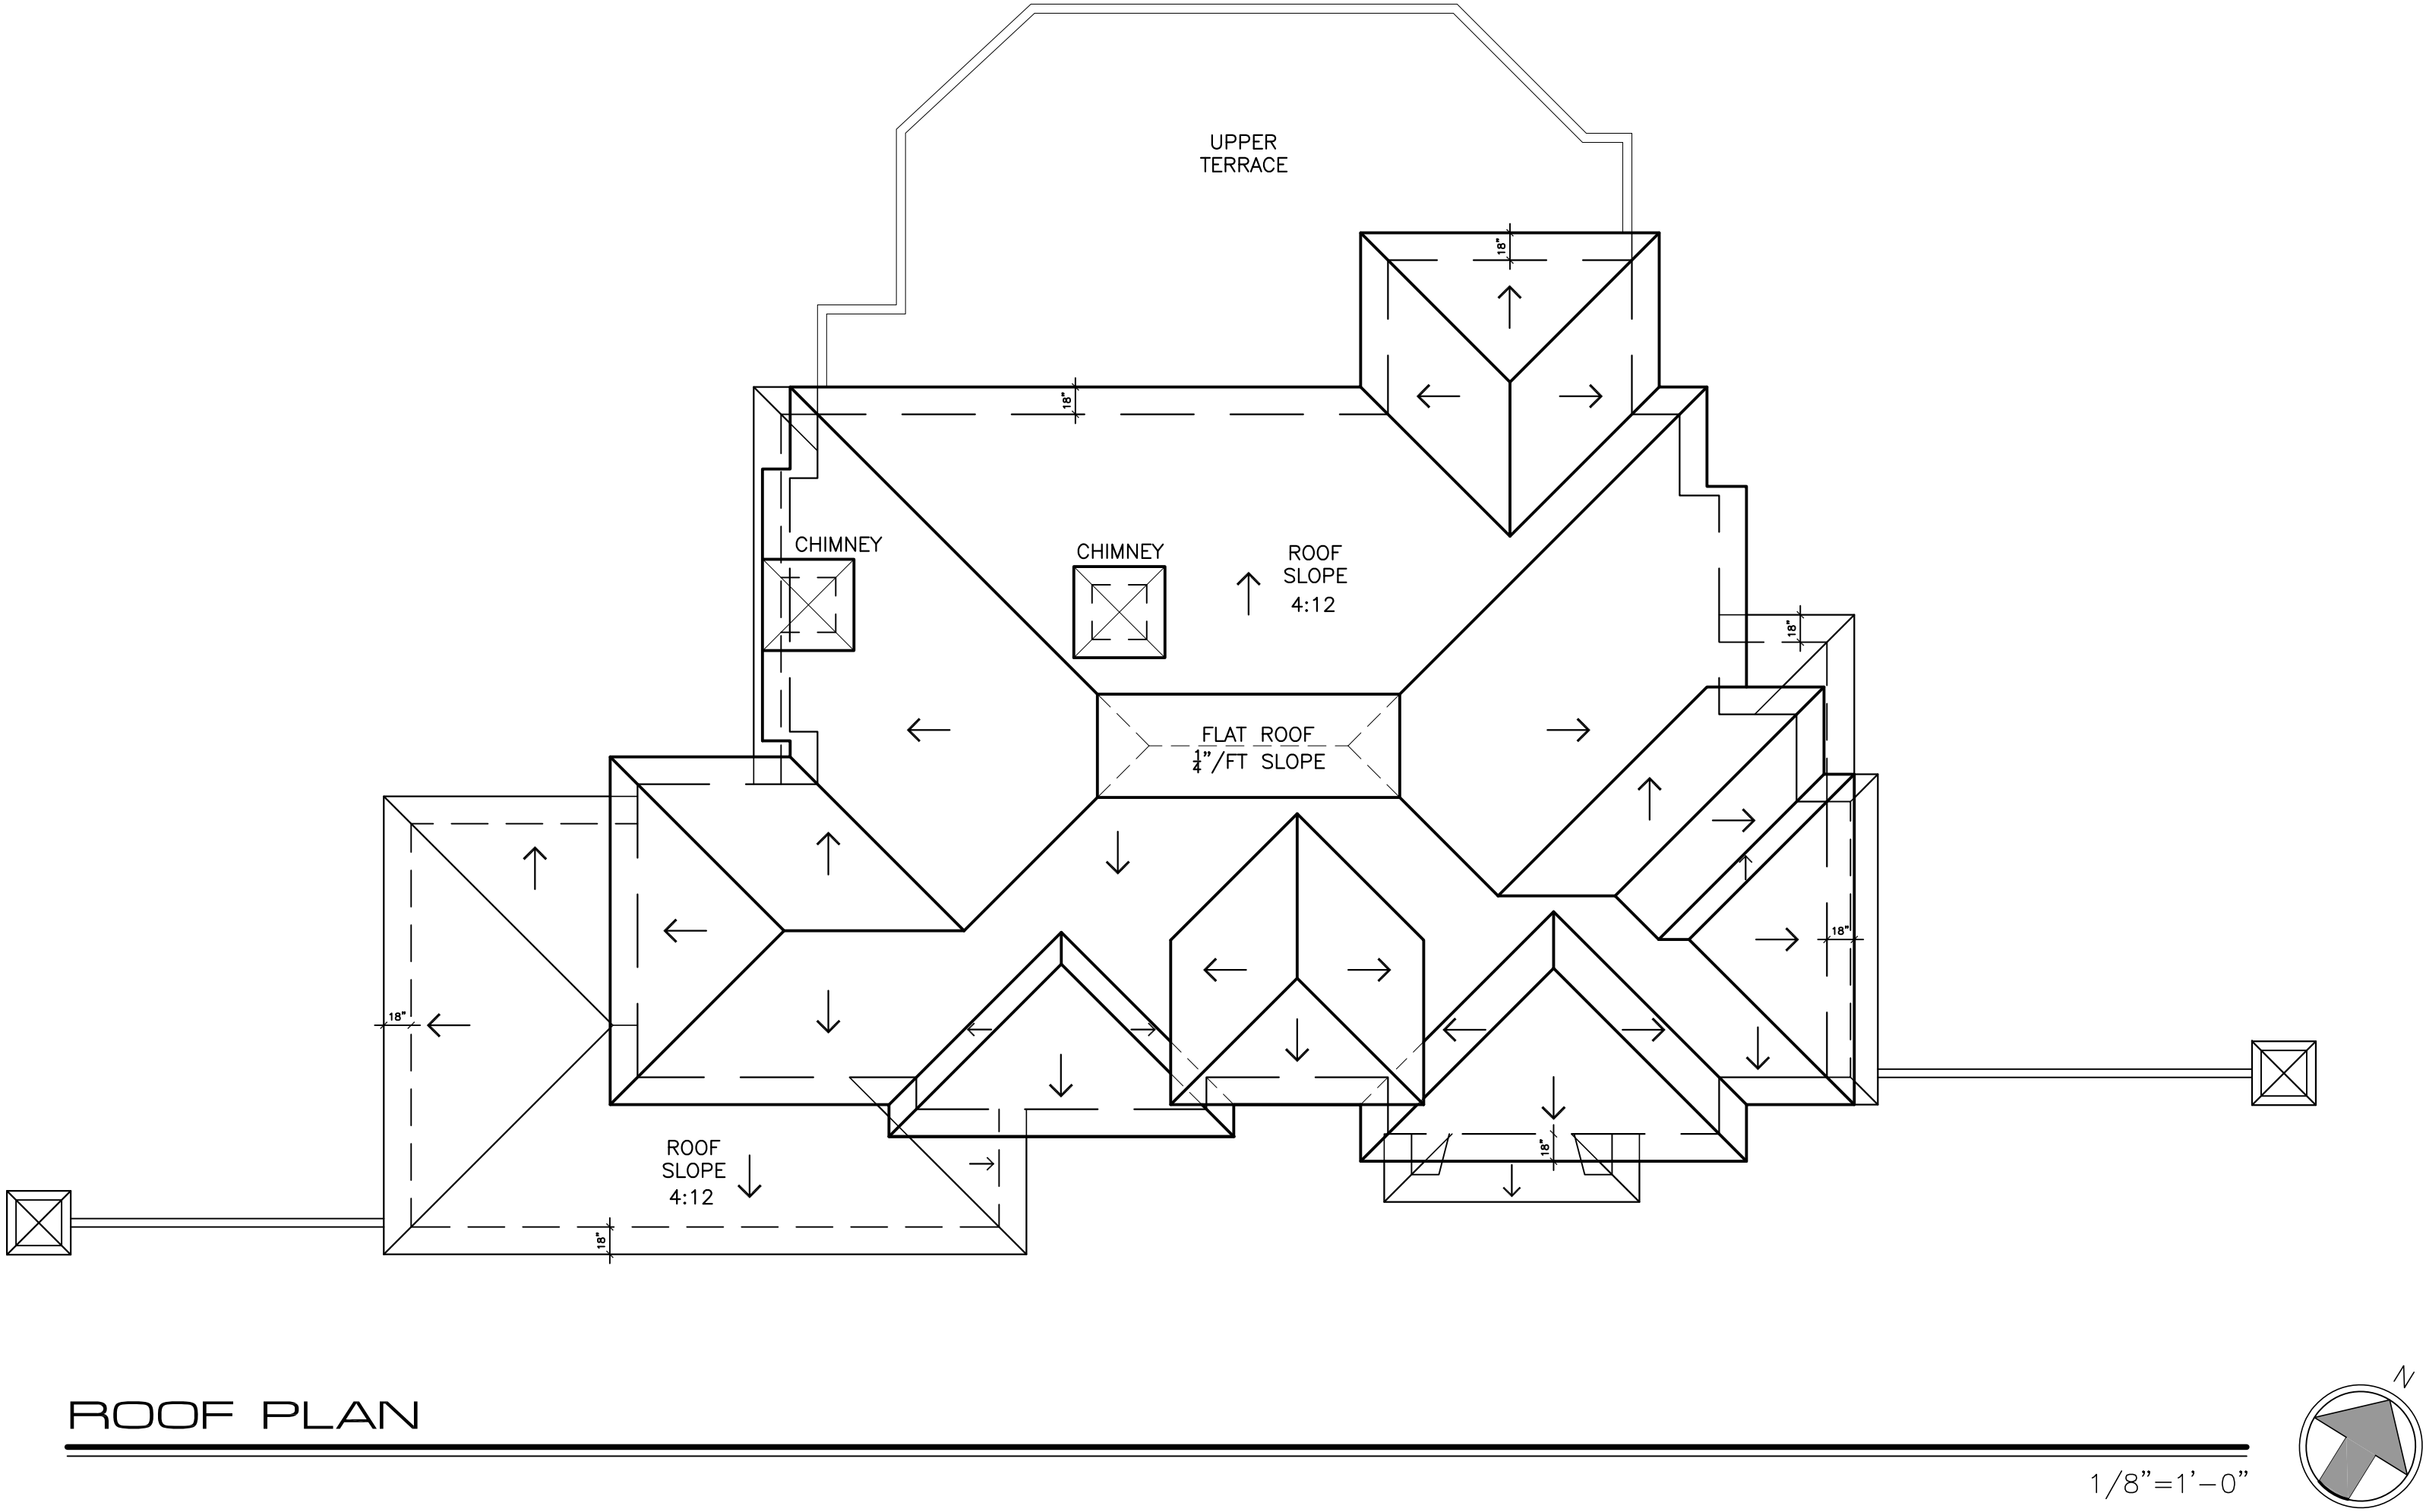 UPPER
TERRACE
18"
18"
CHIMNEY
CHIMNEY
ROOF
SLOPE
4:12
18"
FLAT ROOF
1/4"/FT SLOPE
18"
18"
ROOF
SLOPE
4:12
18"
18"
ROOF PLAN
N
1/8"=1'-0"